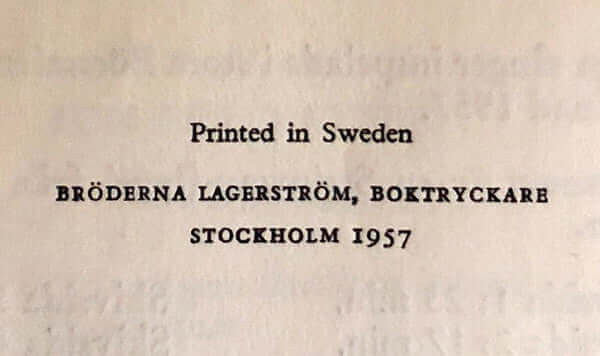 Printed in Sweden
BRÖDERNA LAGERSTRÖM, BOKTRYCKARE
STOCKHOLM 1957